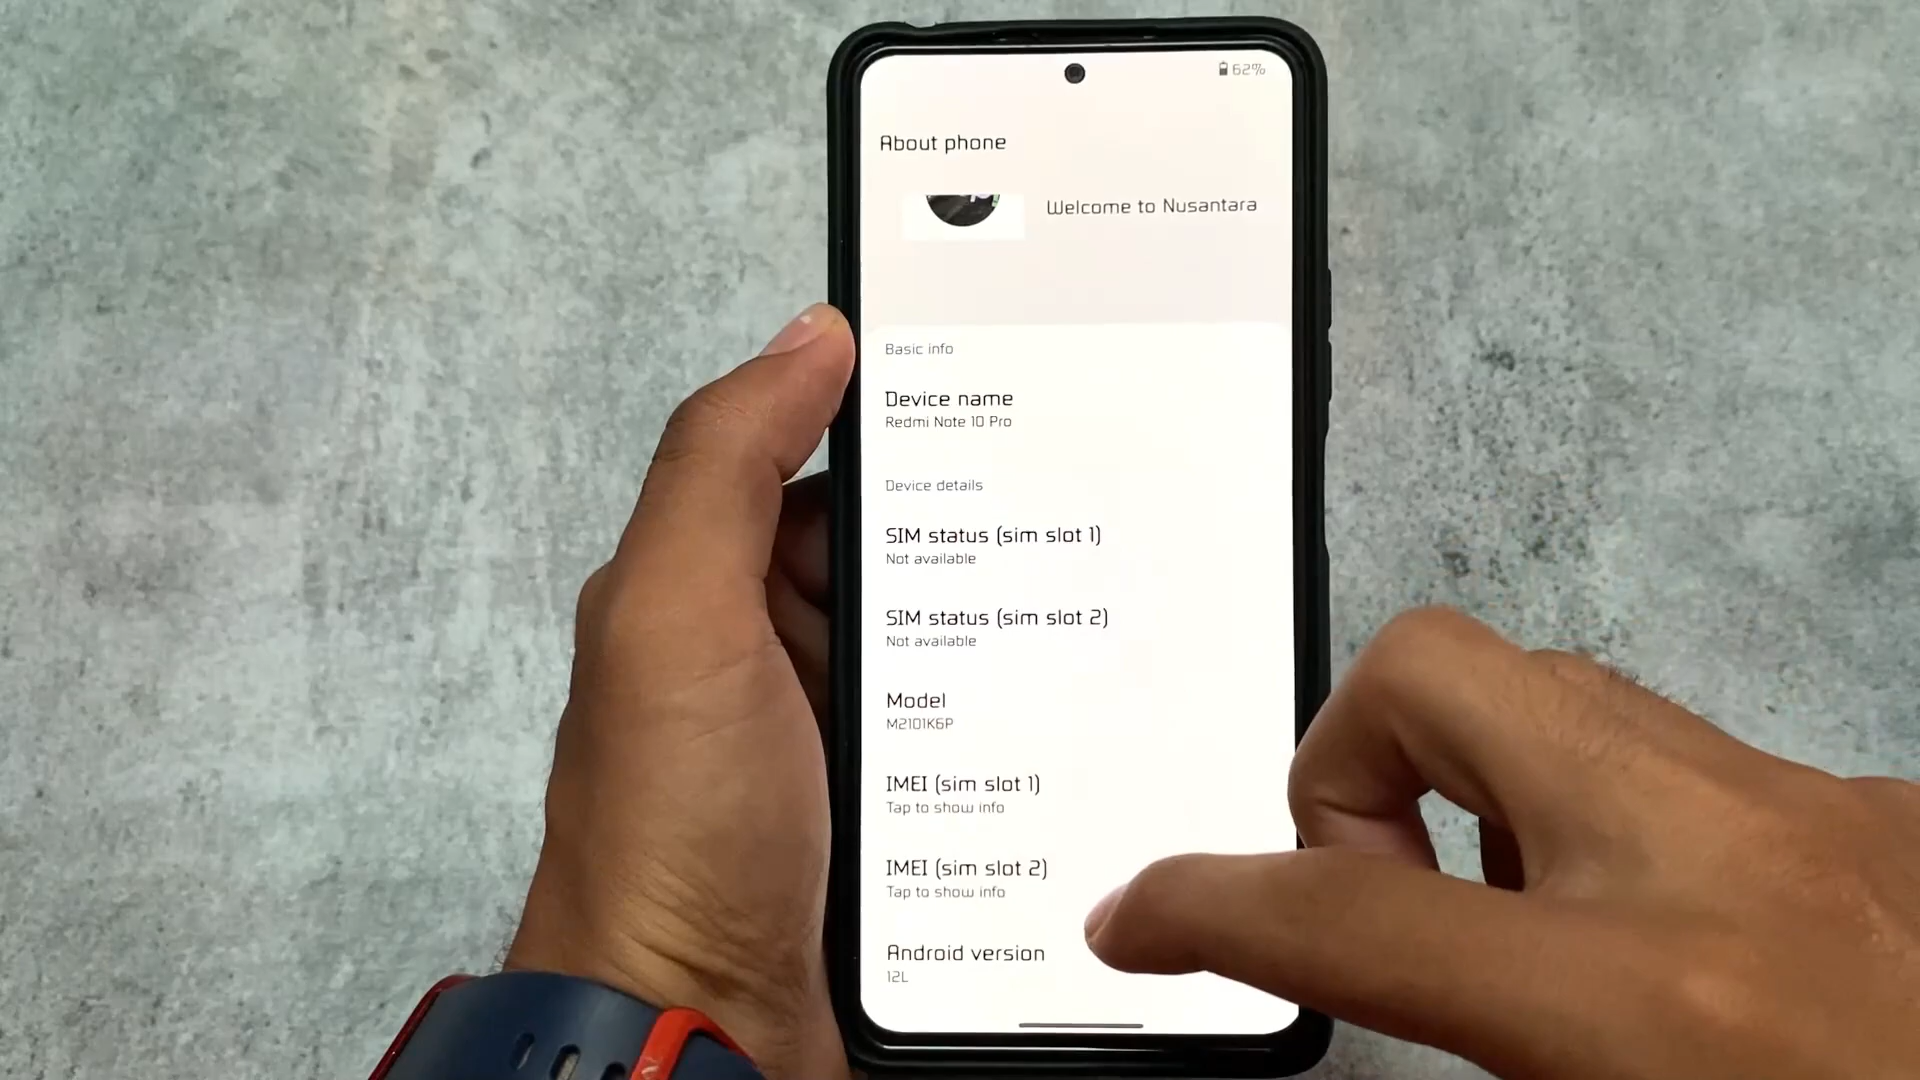 62%
About phone
Welcome to Nusantara
Basic info
Device name
Redmi Note 10 Pro
Device details
SIM status (sim slot 1)
Not available
SIM status (sim slot 2)
Not available
Model
M2101K6P
IMEI (sim slot 1)
Tap to show info
IMEI (sim slot 2)
Tap to show info
Android version
12L